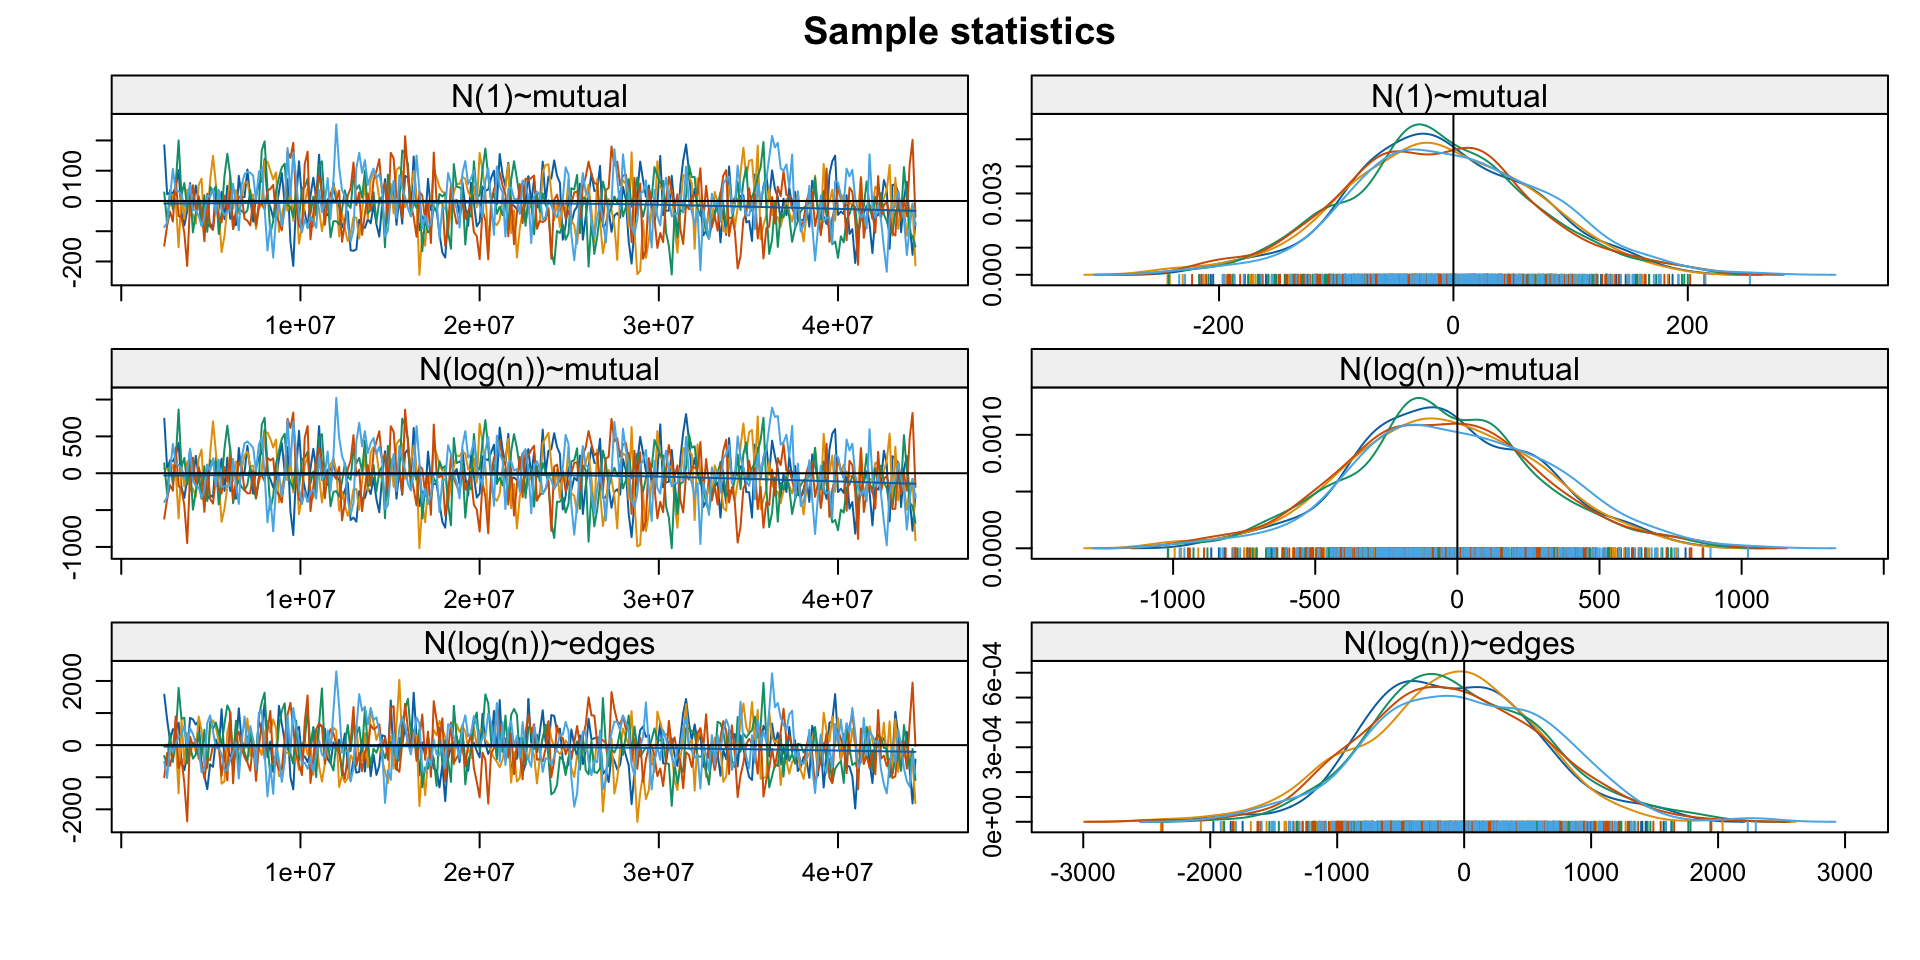 Sample statistics
N(1)~mutual
100
0
-200
1e+07 2e+07 3e+07 4e+07
N(1)~mutual
0.003
0.000
-200 0 200
N(log(n))~mutual
500
0
-1000
1e+07 2e+07 3e+07 4e+07
N(log(n))~mutual
0.0010
0.0000
-1000 -500 0 500 1000
N(log(n))~edges
2000
0
-2000
1e+07 2e+07 3e+07 4e+07
N(log(n))~edges
6e-04
3e-04
0e+00
-3000 -2000 -1000 0 1000 2000 3000